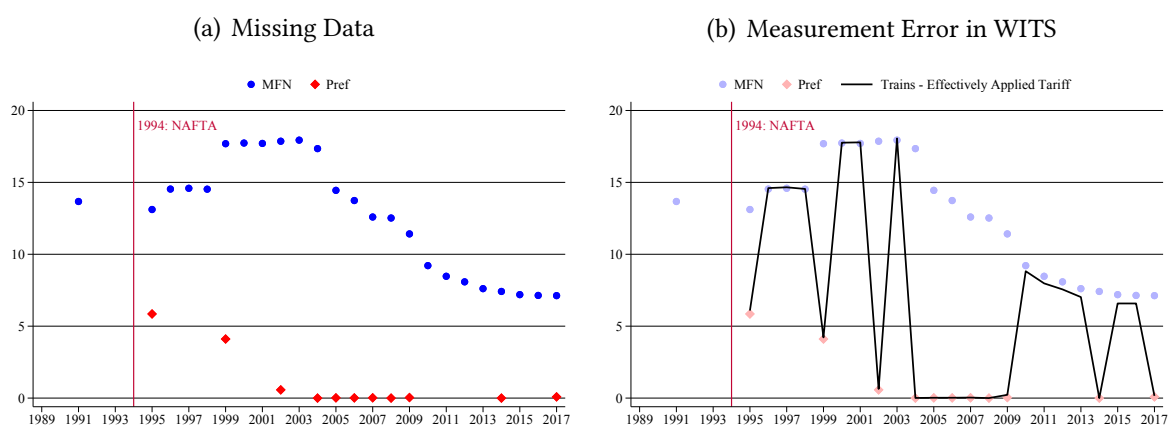 (a) Missing Data
MFN Pref
20
15
10
5
0
1994: NAFTA
1989 1991 1993 1995 1997 1999 2001 2003 2005 2007 2009 2011 2013 2015 2017
(b) Measurement Error in WITS
MFN Pref Trains - Effectively Applied Tariff
20
15
10
5
0
1994: NAFTA
1989 1991 1993 1995 1997 1999 2001 2003 2005 2007 2009 2011 2013 2015 2017